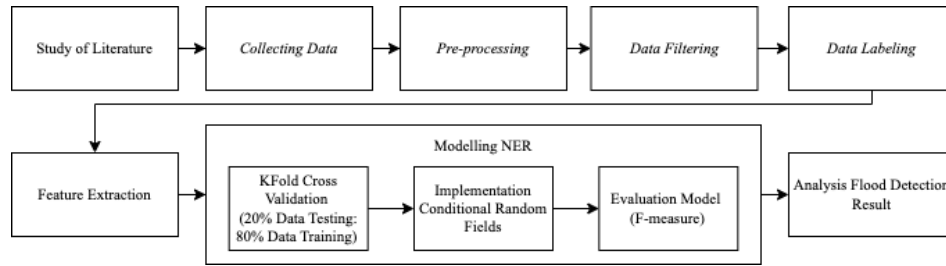 Study of Literature
Collecting Data
Pre-processing
Data Filtering
Data Labeling
Feature Extraction
Modelling NER
KFold Cross
Validation
(20% Data Testing:
80% Data Training)
Implementation
Conditional Random
Fields
Evaluation Model
(F-measure)
Analysis Flood Detection
Result